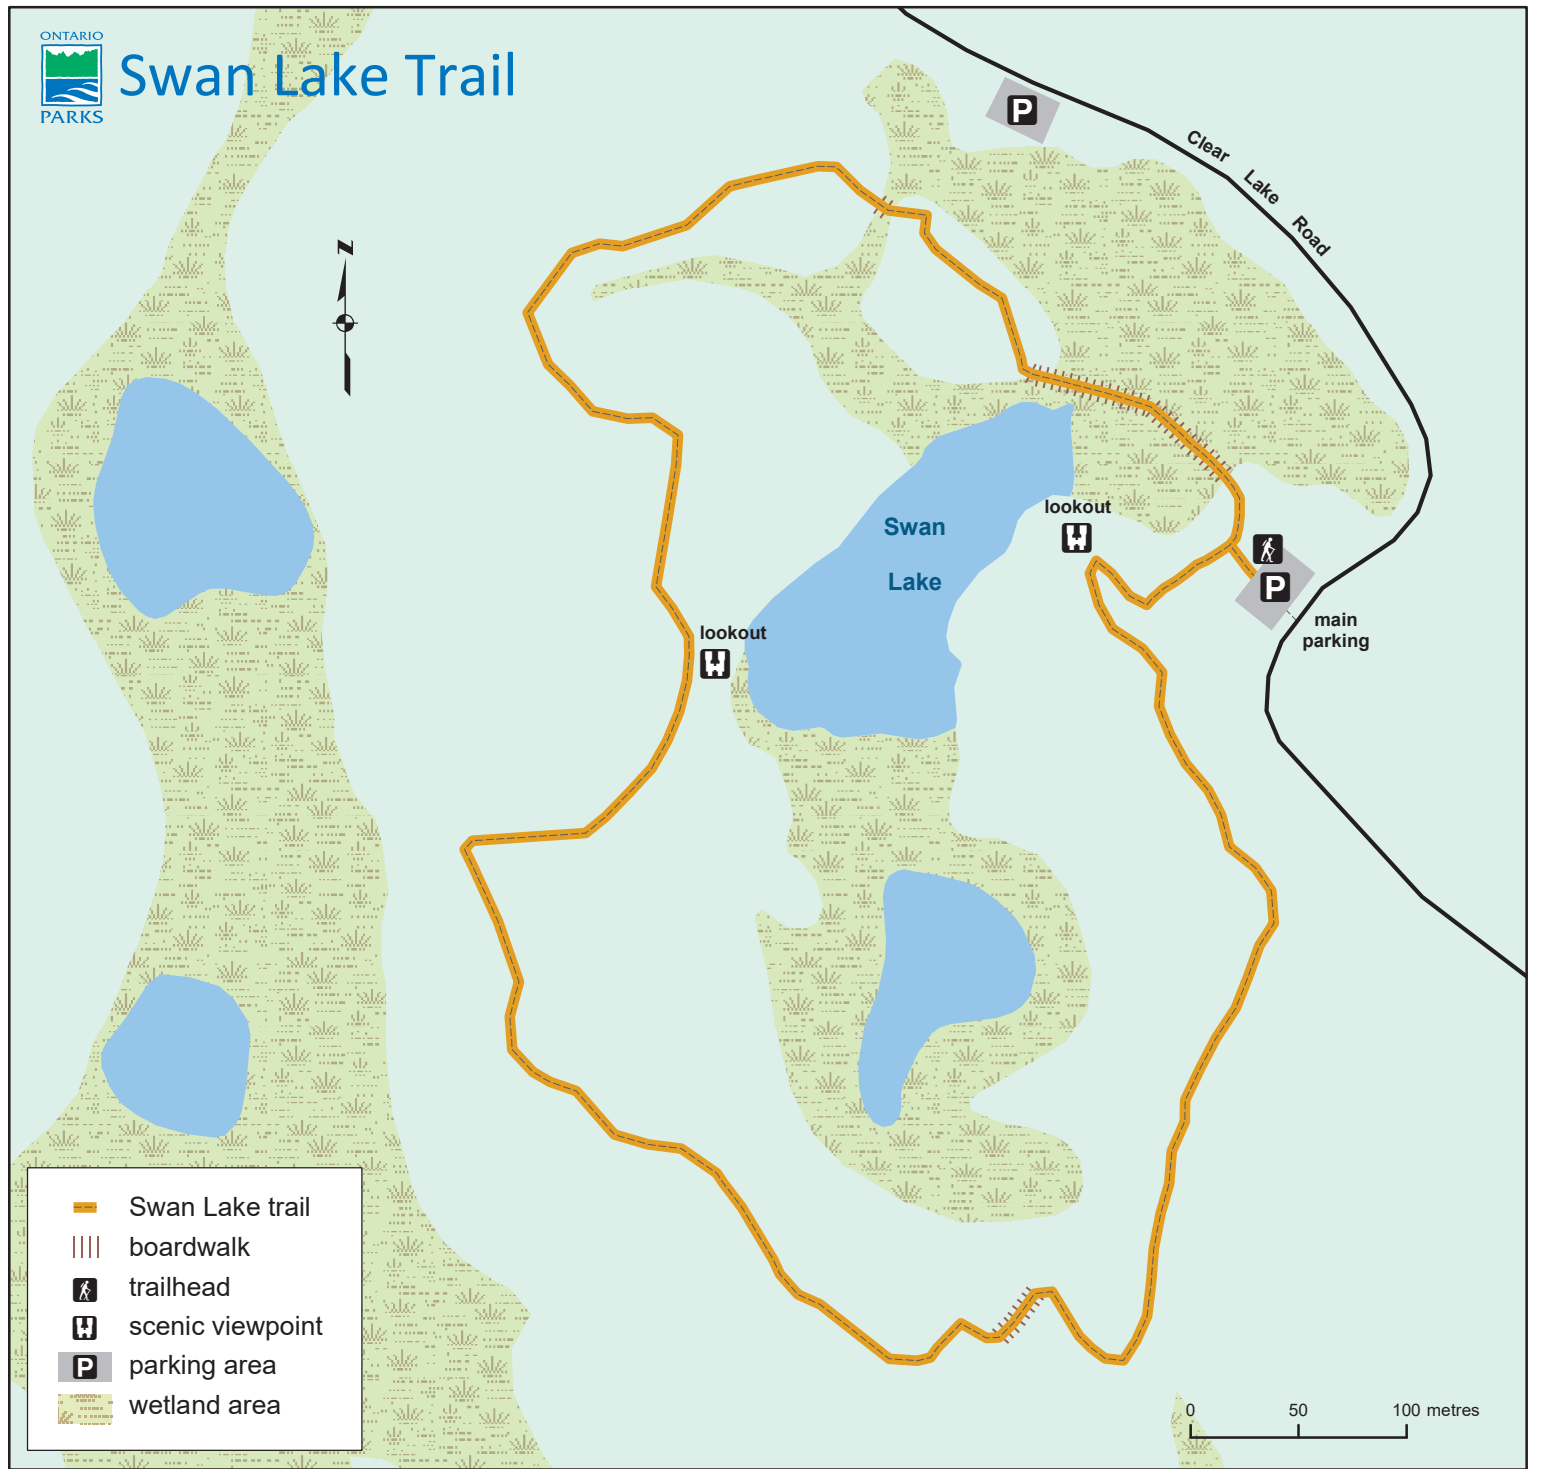 ONTARIO
PARKS
Swan Lake Trail
P
Clear Lake Road
N
lookout
Swan
Lake
P
main
parking
lookout
Swan Lake trail
boardwalk
trailhead
scenic viewpoint
P parking area
wetland area
0 50 100 metres